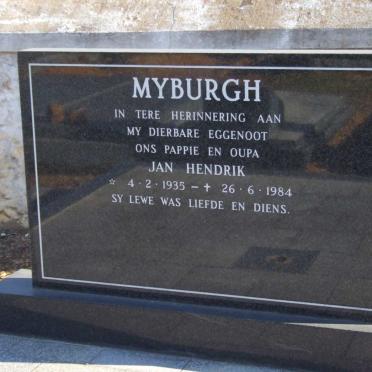 MYBURGH
IN TERE HERINNERING AAN
MY DIERBARE EGGENOOT
ONS PAPPIE EN OUPA
JAN HENDRIK
☆ 4·2·1935 – ✝ 26·6·1984
SY LEWE WAS LIEFDE EN DIENS.